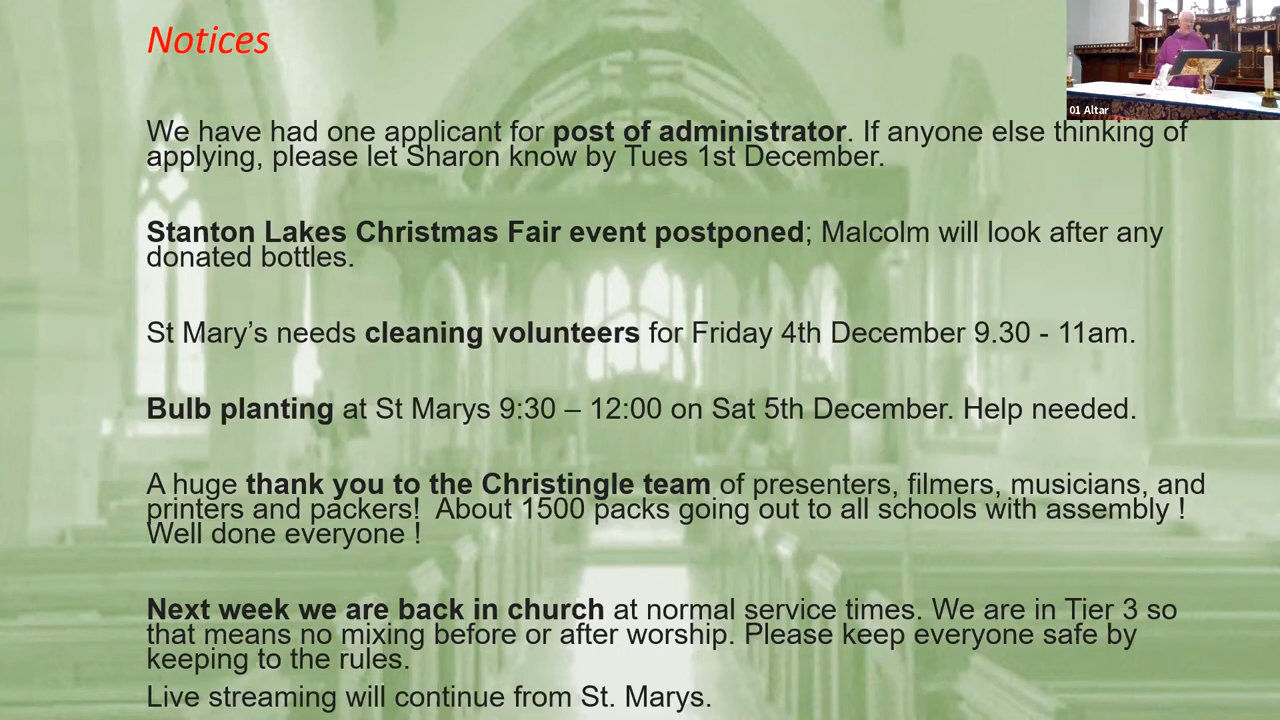 Notices
01 Altar
We have had one applicant for post of administrator. If anyone else thinking of
applying, please let Sharon know by Tues 1st December.
Stanton Lakes Christmas Fair event postponed; Malcolm will look after any
donated bottles.
St Mary’s needs cleaning volunteers for Friday 4th December 9.30 - 11am.
Bulb planting at St Marys 9:30 – 12:00 on Sat 5th December. Help needed.
A huge thank you to the Christingle team of presenters, filmers, musicians, and
printers and packers!  About 1500 packs going out to all schools with assembly !
Well done everyone !
Next week we are back in church at normal service times. We are in Tier 3 so
that means no mixing before or after worship. Please keep everyone safe by
keeping to the rules.
Live streaming will continue from St. Marys.